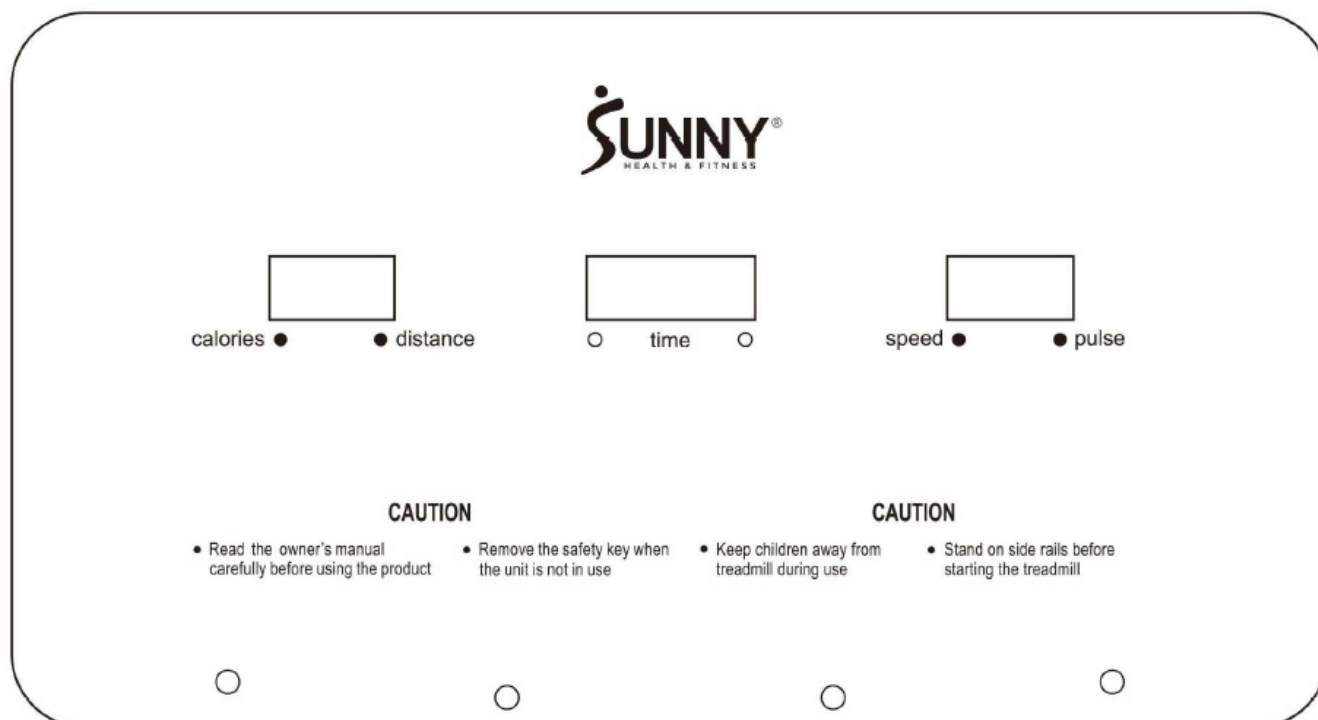 SUNNY®
HEALTH & FITNESS
calories ● ● distance
time
speed ● ● pulse
CAUTION
• Read the owner's manual
carefully before using the product
• Remove the safety key when
the unit is not in use
CAUTION
• Keep children away from
treadmill during use
• Stand on side rails before
starting the treadmill